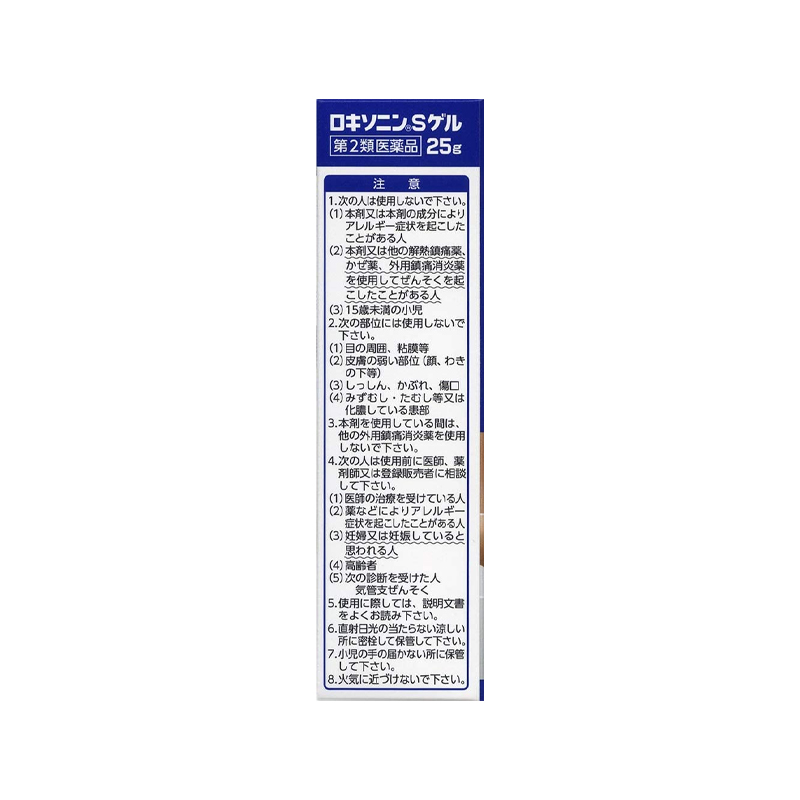 ロキソニン®Sゲル
第2類医薬品 25g
注 意
1.次の人は使用しないで下さい。
(1)本剤又は本剤の成分により
アレルギー症状を起こした
ことがある人
(2)本剤又は他の解熱鎮痛薬、
かぜ薬、外用鎮痛消炎薬
を使用してぜんそくを起
こしたことがある人
(3)15歳未満の小児
2.次の部位には使用しないで
下さい。
(1)目の周囲、粘膜等
(2)皮膚の弱い部位(顔、わき
の下等)
(3)しっしん、かぶれ、傷口
(4)みずむし・たむし等又は
化膿している患部
3.本剤を使用している間は、
他の外用鎮痛消炎薬を使用
しないで下さい。
4.次の人は使用前に医師、薬
剤師又は登録販売者に相談
して下さい。
(1)医師の治療を受けている人
(2)薬などによりアレルギー
症状を起こしたことがある人
(3)妊婦又は妊娠していると
思われる人
(4)高齢者
(5)次の診断を受けた人
気管支ぜんそく
5.使用に際しては、説明文書
をよくお読み下さい。
6.直射日光の当たらない涼しい
所に密栓して保管して下さい。
7.小児の手の届かない所に保管
して下さい。
8.火気に近づけないで下さい。